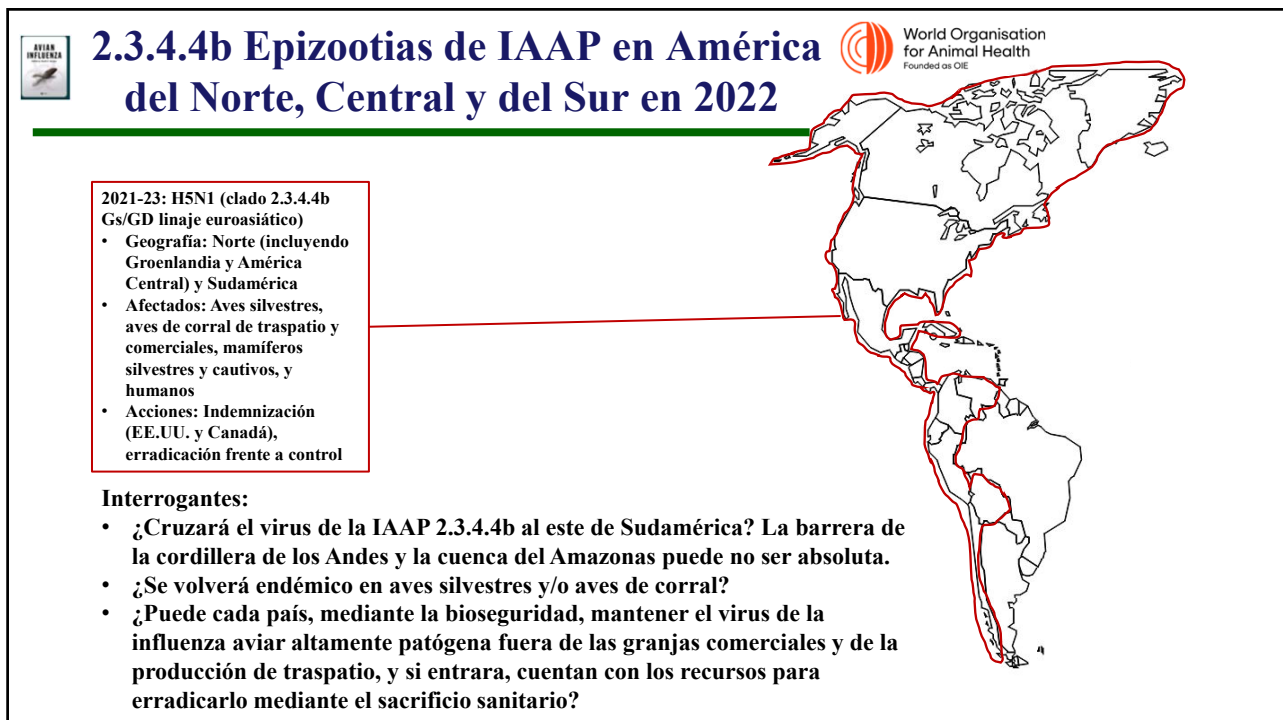 2.3.4.4b Epizootias de IAAP en América
del Norte, Central y del Sur en 2022
AVIAN
INFLUENZA
World Organisation
for Animal Health
Founded as OIE
2021-23: H5N1 (clado 2.3.4.4b
Gs/GD linaje euroasiático)
• Geografía: Norte (incluyendo
Groenlandia y América
Central) y Sudamérica
• Afectados: Aves silvestres,
aves de corral de traspatio y
comerciales, mamíferos
silvestres y cautivos, y
humanos
• Acciones: Indemnización
(EE.UU. y Canadá),
erradicación frente a control
Interrogantes:
• ¿Cruzará el virus de la IAAP 2.3.4.4b al este de Sudamérica? La barrera de
la cordillera de los Andes y la cuenca del Amazonas puede no ser absoluta.
• ¿Se volverá endémico en aves silvestres y/o aves de corral?
• ¿Puede cada país, mediante la bioseguridad, mantener el virus de la
influenza aviar altamente patógena fuera de las granjas comerciales y de la
producción de traspatio, y si entrara, cuentan con los recursos para
erradicarlo mediante el sacrificio sanitario?